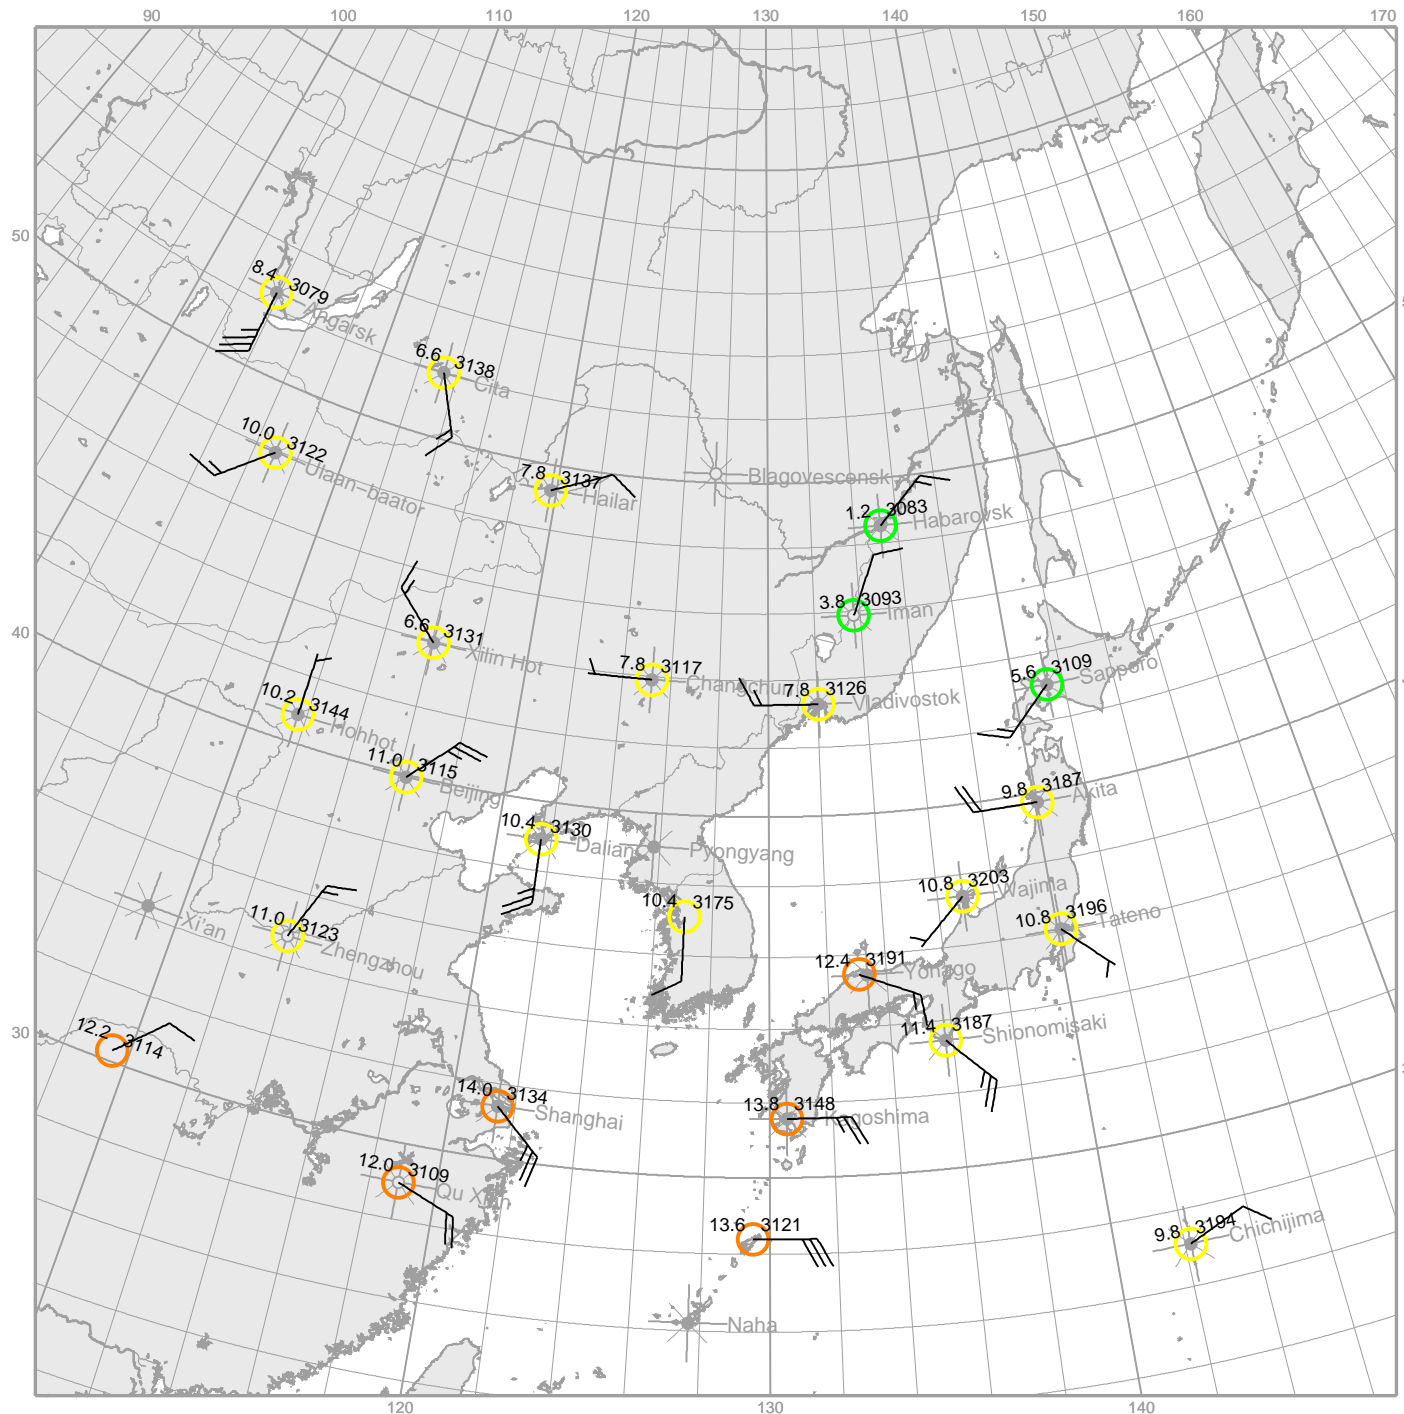 90 100 110 120 130 140 150 160 170
50
8.4 3079
Angarsk
6.6 3138
Cita
10.0 3122
Ulaan-baator
7.8 3137
Hailar
Blagovescensk
1.2 3083
Habarovsk
3.8 3093
Iman
40
6.6 3131
Xilin Hot
7.8 3117
Changchun
7.8 3126
Vladivostok
5.6 3109
Sapporo
10.2 3144
Hohhot
11.0 3115
Beijing
9.8 3187
Akita
10.4 3130
Dalian
Pyongyang
10.8 3203
Wajima
10.4 3175
10.8 3196
Tateno
Xi'an
11.0 3123
Zhengzhou
12.4 3191
Yonago
30
12.2 3114
11.4 3187
Shionomisaki
14.0 3134
Shanghai
13.8 3148
Kagoshima
12.0 3109
Qu Xian
13.6 3121
9.8 3194
Chichijima
Naha
120 130 140